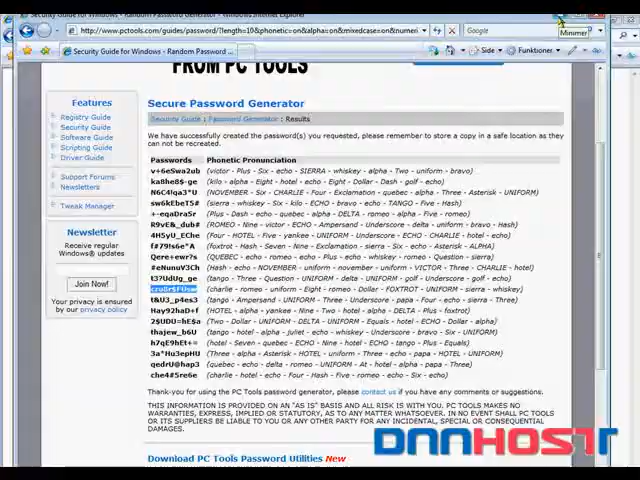 Security Guide for Windows - Random Password Generator - Windows Internet Explorer
http://www.pctools.com/guides/password/?length=10&phonetic=on&alpha=on&mixedcase=on&numeri
Google
Minimer
Security Guide for Windows - Random Password ...
Side
Funktioner
FROM PC TOOLS
Features
Registry Guide
Security Guide
Software Guide
Scripting Guide
Driver Guide
Support Forums
Newsletters
Tweak Manager
Newsletter
Receive regular
Windows® updates
Join Now!
Your privacy is ensured
by our privacy policy
Secure Password Generator
Security Guide : Password Generator : Results
We have successfully created the password(s) you requested, please remember to store a copy in a safe location as they
can not be recreated.
Passwords Phonetic Pronunciation
v+6eSwa2ub (victor - Plus - Six - echo - SIERRA - whiskey - alpha - Two - uniform - bravo)
ka8he8$-ge (kilo - alpha - Eight - hotel - echo - Eight - Dollar - Dash - golf - echo)
N6C4!qa3*U (NOVEMBER - Six - CHARLIE - Four - Exclamation - quebec - alpha - Three - Asterisk - UNIFORM)
sw6kEbeT5# (sierra - whiskey - Six - kilo - ECHO - bravo - echo - TANGO - Five - Hash)
+-eqaDra5r (Plus - Dash - echo - quebec - alpha - DELTA - romeo - alpha - Five - romeo)
R9vE&_dub# (ROMEO - Nine - victor - ECHO - Ampersand - Underscore - delta - uniform - bravo - Hash)
4H5yU_EChe (Four - HOTEL - Five - yankee - UNIFORM - Underscore - ECHO - CHARLIE - hotel - echo)
f#79!s6e*A (foxtrot - Hash - Seven - Nine - Exclamation - sierra - Six - echo - Asterisk - ALPHA)
Qere+ewr?s (QUEBEC - echo - romeo - echo - Plus - echo - whiskey - romeo - Question - sierra)
#eNunuV3Ch (Hash - echo - NOVEMBER - uniform - november - uniform - VICTOR - Three - CHARLIE - hotel)
t3?UdUg_ge (tango - Three - Question - UNIFORM - delta - UNIFORM - golf - Underscore - golf - echo)
cru8r$FUsw (charlie - romeo - uniform - Eight - romeo - Dollar - FOXTROT - UNIFORM - sierra - whiskey)
t&U3_p4es3 (tango - Ampersand - UNIFORM - Three - Underscore - papa - Four - echo - sierra - Three)
Hay92haD+f (HOTEL - alpha - yankee - Nine - Two - hotel - alpha - DELTA - Plus - foxtrot)
2$UDU=hE$a (Two - Dollar - UNIFORM - DELTA - UNIFORM - Equals - hotel - ECHO - Dollar - alpha)
thajew_b6U (tango - hotel - alpha - juliet - echo - whiskey - Underscore - bravo - Six - UNIFORM)
h7qE9hEt+= (hotel - Seven - quebec - ECHO - Nine - hotel - ECHO - tango - Plus - Equals)
3a*Hu3epHU (Three - alpha - Asterisk - HOTEL - uniform - Three - echo - papa - HOTEL - UNIFORM)
qedrU@hap3 (quebec - echo - delta - romeo - UNIFORM - At - hotel - alpha - papa - Three)
che4#5re6e (charlie - hotel - echo - Four - Hash - Five - romeo - echo - Six - echo)
Thank-you for using the PC Tools password generator, please contact us if you have any comments or suggestions.
THIS INFORMATION IS PROVIDED ON AN "AS IS" BASIS AND ALL RISK IS WITH YOU. PC TOOLS MAKES NO
WARRANTIES, EXPRESS, IMPLIED OR STATUTORY, AS TO ANY MATTER WHATSOEVER. IN NO EVENT SHALL PC TOOLS OR
ITS SUPPLIERS BE LIABLE TO YOU OR ANY OTHER PARTY FOR ANY INCIDENTAL, SPECIAL OR CONSEQUENTIAL
DAMAGES.
DNNHOST
Download PC Tools Password Utilities New